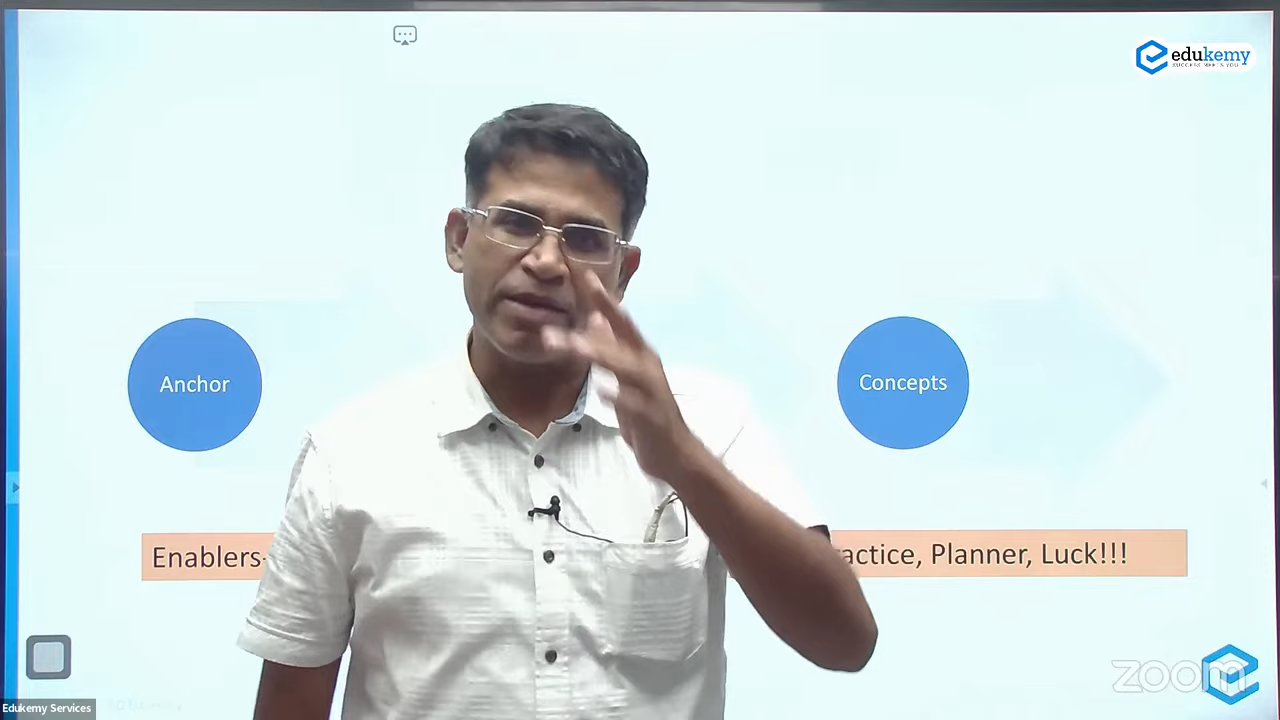 edukemy
Anchor
Concepts
Enablers-
actice, Planner, Luck!!!
zoom
Edukemy Services